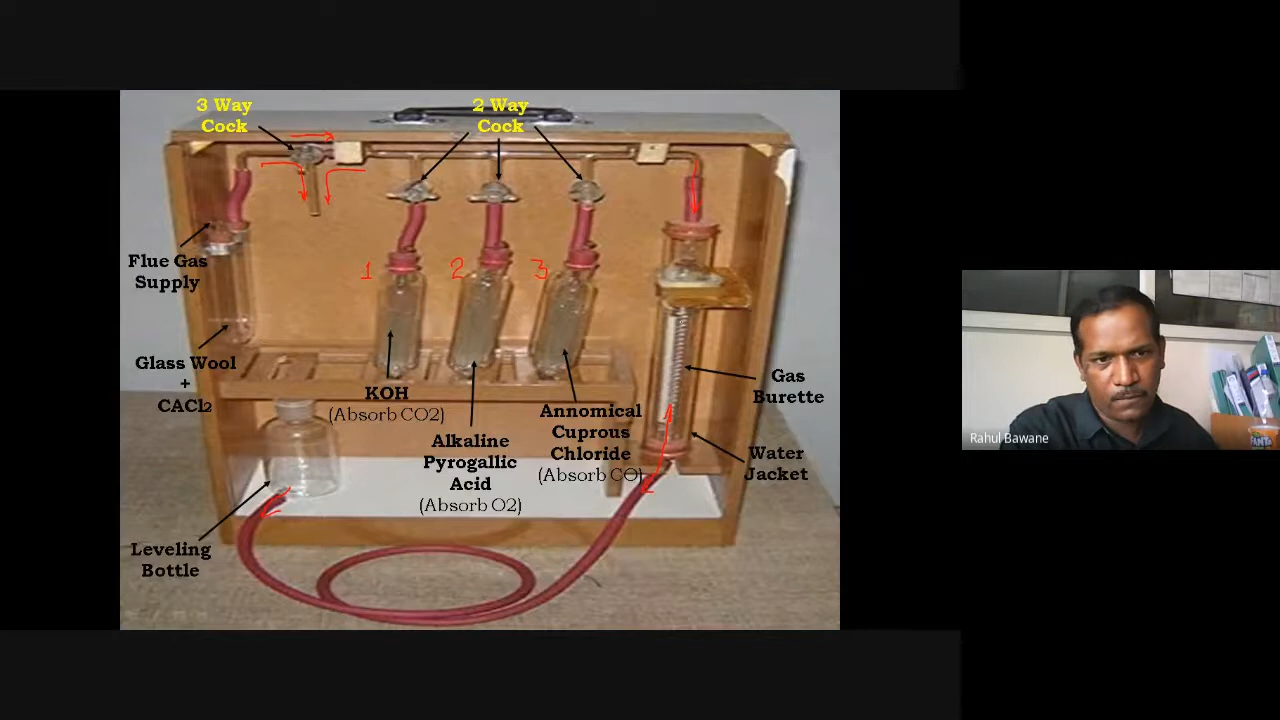 3 Way
Cock
2 Way
Cock
1
2
3
Flue Gas
Supply
Glass Wool
+
CACl2
KOH
(Absorb CO2)
Alkaline
Pyrogallic
Acid
(Absorb O2)
Annomical
Cuprous
Chloride
(Absorb CO)
Gas
Burette
Water
Jacket
Leveling
Bottle
Rahul Bawane
FANTA